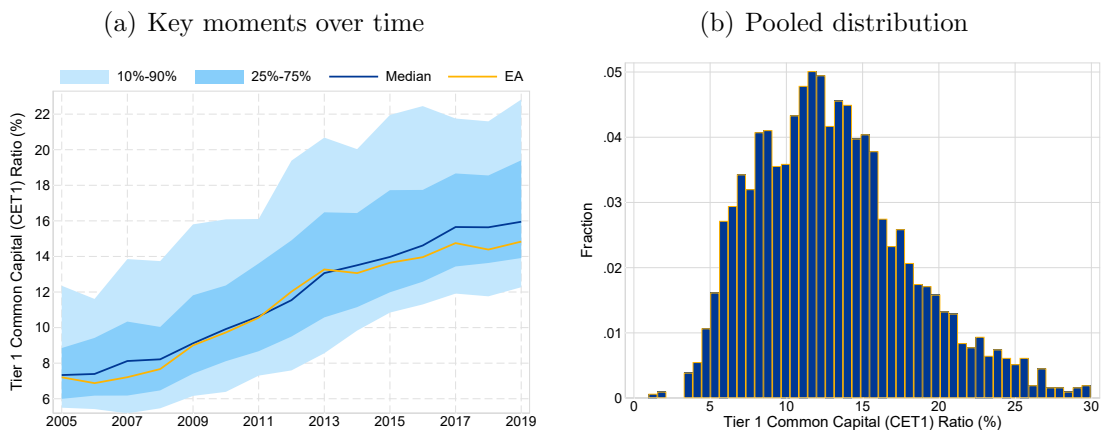 (a) Key moments over time
10%-90% 25%-75% Median EA
Tier 1 Common Capital (CET1) Ratio (%)
22
20
18
16
14
12
10
8
6
2005 2007 2009 2011 2013 2015 2017 2019
(b) Pooled distribution
Fraction
.05
.04
.03
.02
.01
0
0 5 10 15 20 25 30
Tier 1 Common Capital (CET1) Ratio (%)